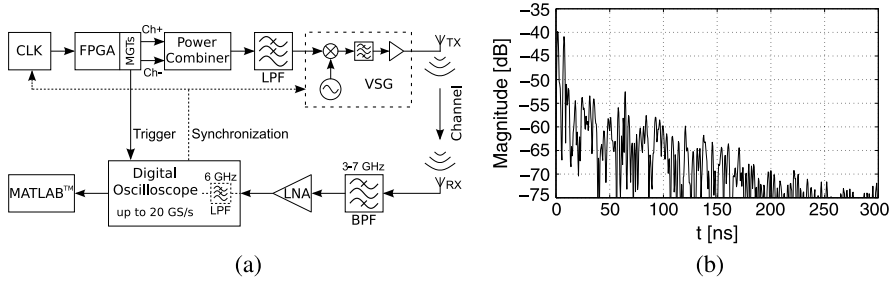 CLK
FPGA
MGTs
Ch+
Ch-
Power
Combiner
LPF
VSG
TX
Channel
RX
Trigger
Synchronization
MATLAB™
Digital
Oscilloscope
up to 20 GS/s
6 GHz
LPF
LNA
3-7 GHz
BPF
(a)
Magnitude [dB]
-35
-40
-45
-50
-55
-60
-65
-70
-75
0 50 100 150 200 250 300
t [ns]
(b)